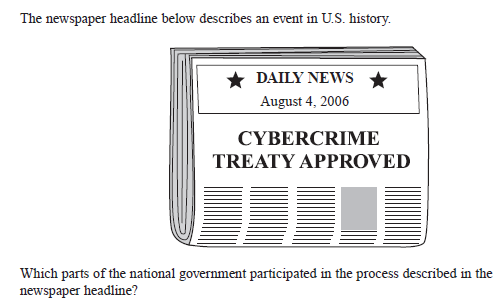 The newspaper headline below describes an event in U.S. history.
DAILY NEWS
August 4, 2006
CYBERCRIME
TREATY APPROVED
Which parts of the national government participated in the process described in the
newspaper headline?